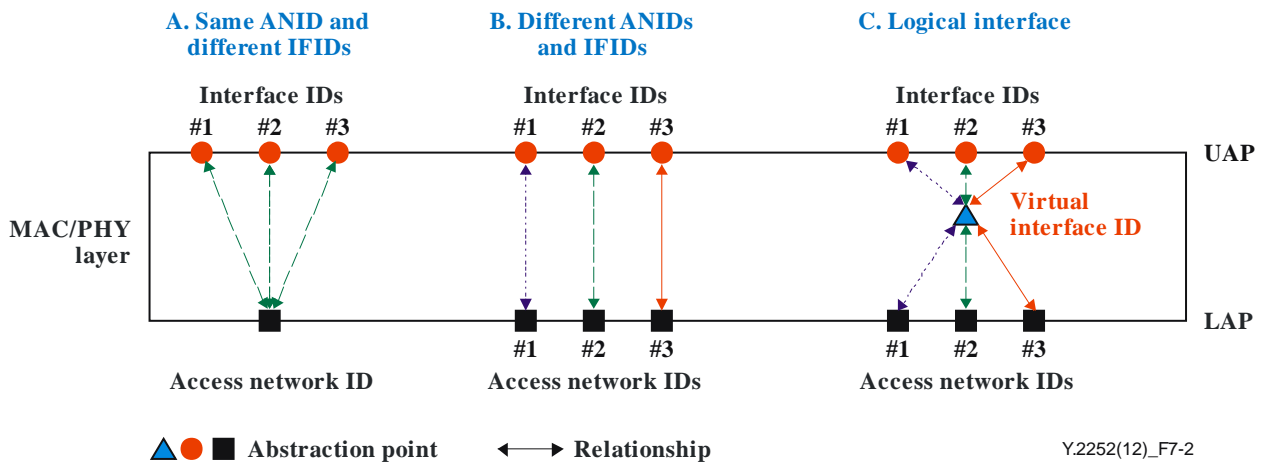 A. Same ANID and
different IFIDs
B. Different ANIDs
and IFIDs
C. Logical interface
Interface IDs
Interface IDs
Interface IDs
#1 #2 #3
#1 #2 #3
#1 #2 #3
UAP
Virtual
interface ID
MAC/PHY
layer
LAP
#1 #2 #3
#1 #2 #3
Access network ID
Access network IDs
Access network IDs
Abstraction point
Relationship
Y.2252(12)_F7-2